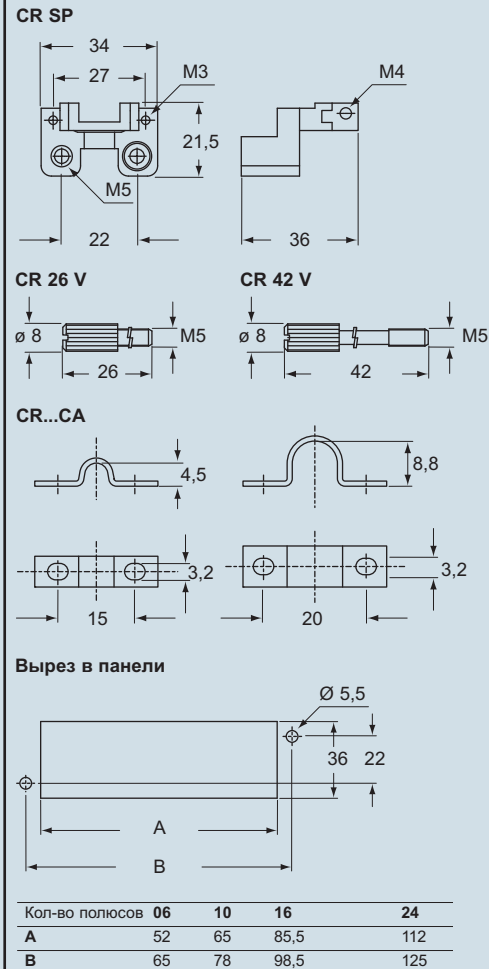 CR SP
34
27
M3
M4
21,5
M5
22
36
CR 26 V
CR 42 V
ø 8
M5
26
ø 8
M5
42
CR...CA
4,5
8,8
3,2
3,2
15
20
Вырез в панели
Ø 5,5
36
22
A
B
Кол-во полюсов 06 10 16 24
A 52 65 85,5 112
B 65 78 98,5 125